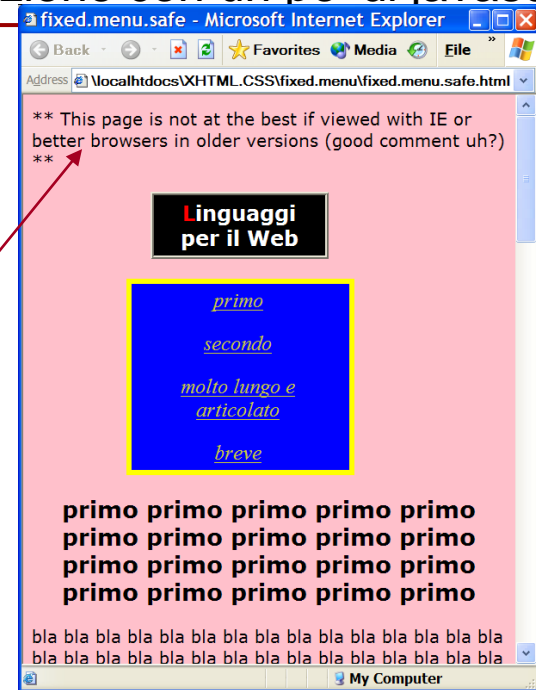 fixed.menu.safe - Microsoft Internet Explorer
Back Favorites Media File »
Address \localhtdocs\XHTML.CSS\fixed.menu\fixed.menu.safe.html
** This page is not at the best if viewed with IE or
better browsers in older versions (good comment uh?)
**
Linguaggi
per il Web
primo
secondo
molto lungo e
articolato
breve
primo primo primo primo primo
primo primo primo primo primo
primo primo primo primo primo
primo primo primo primo primo
bla bla bla bla bla bla bla bla bla bla bla bla bla bla bla
bla bla bla bla bla bla bla bla bla bla bla bla bla bla bla
My Computer